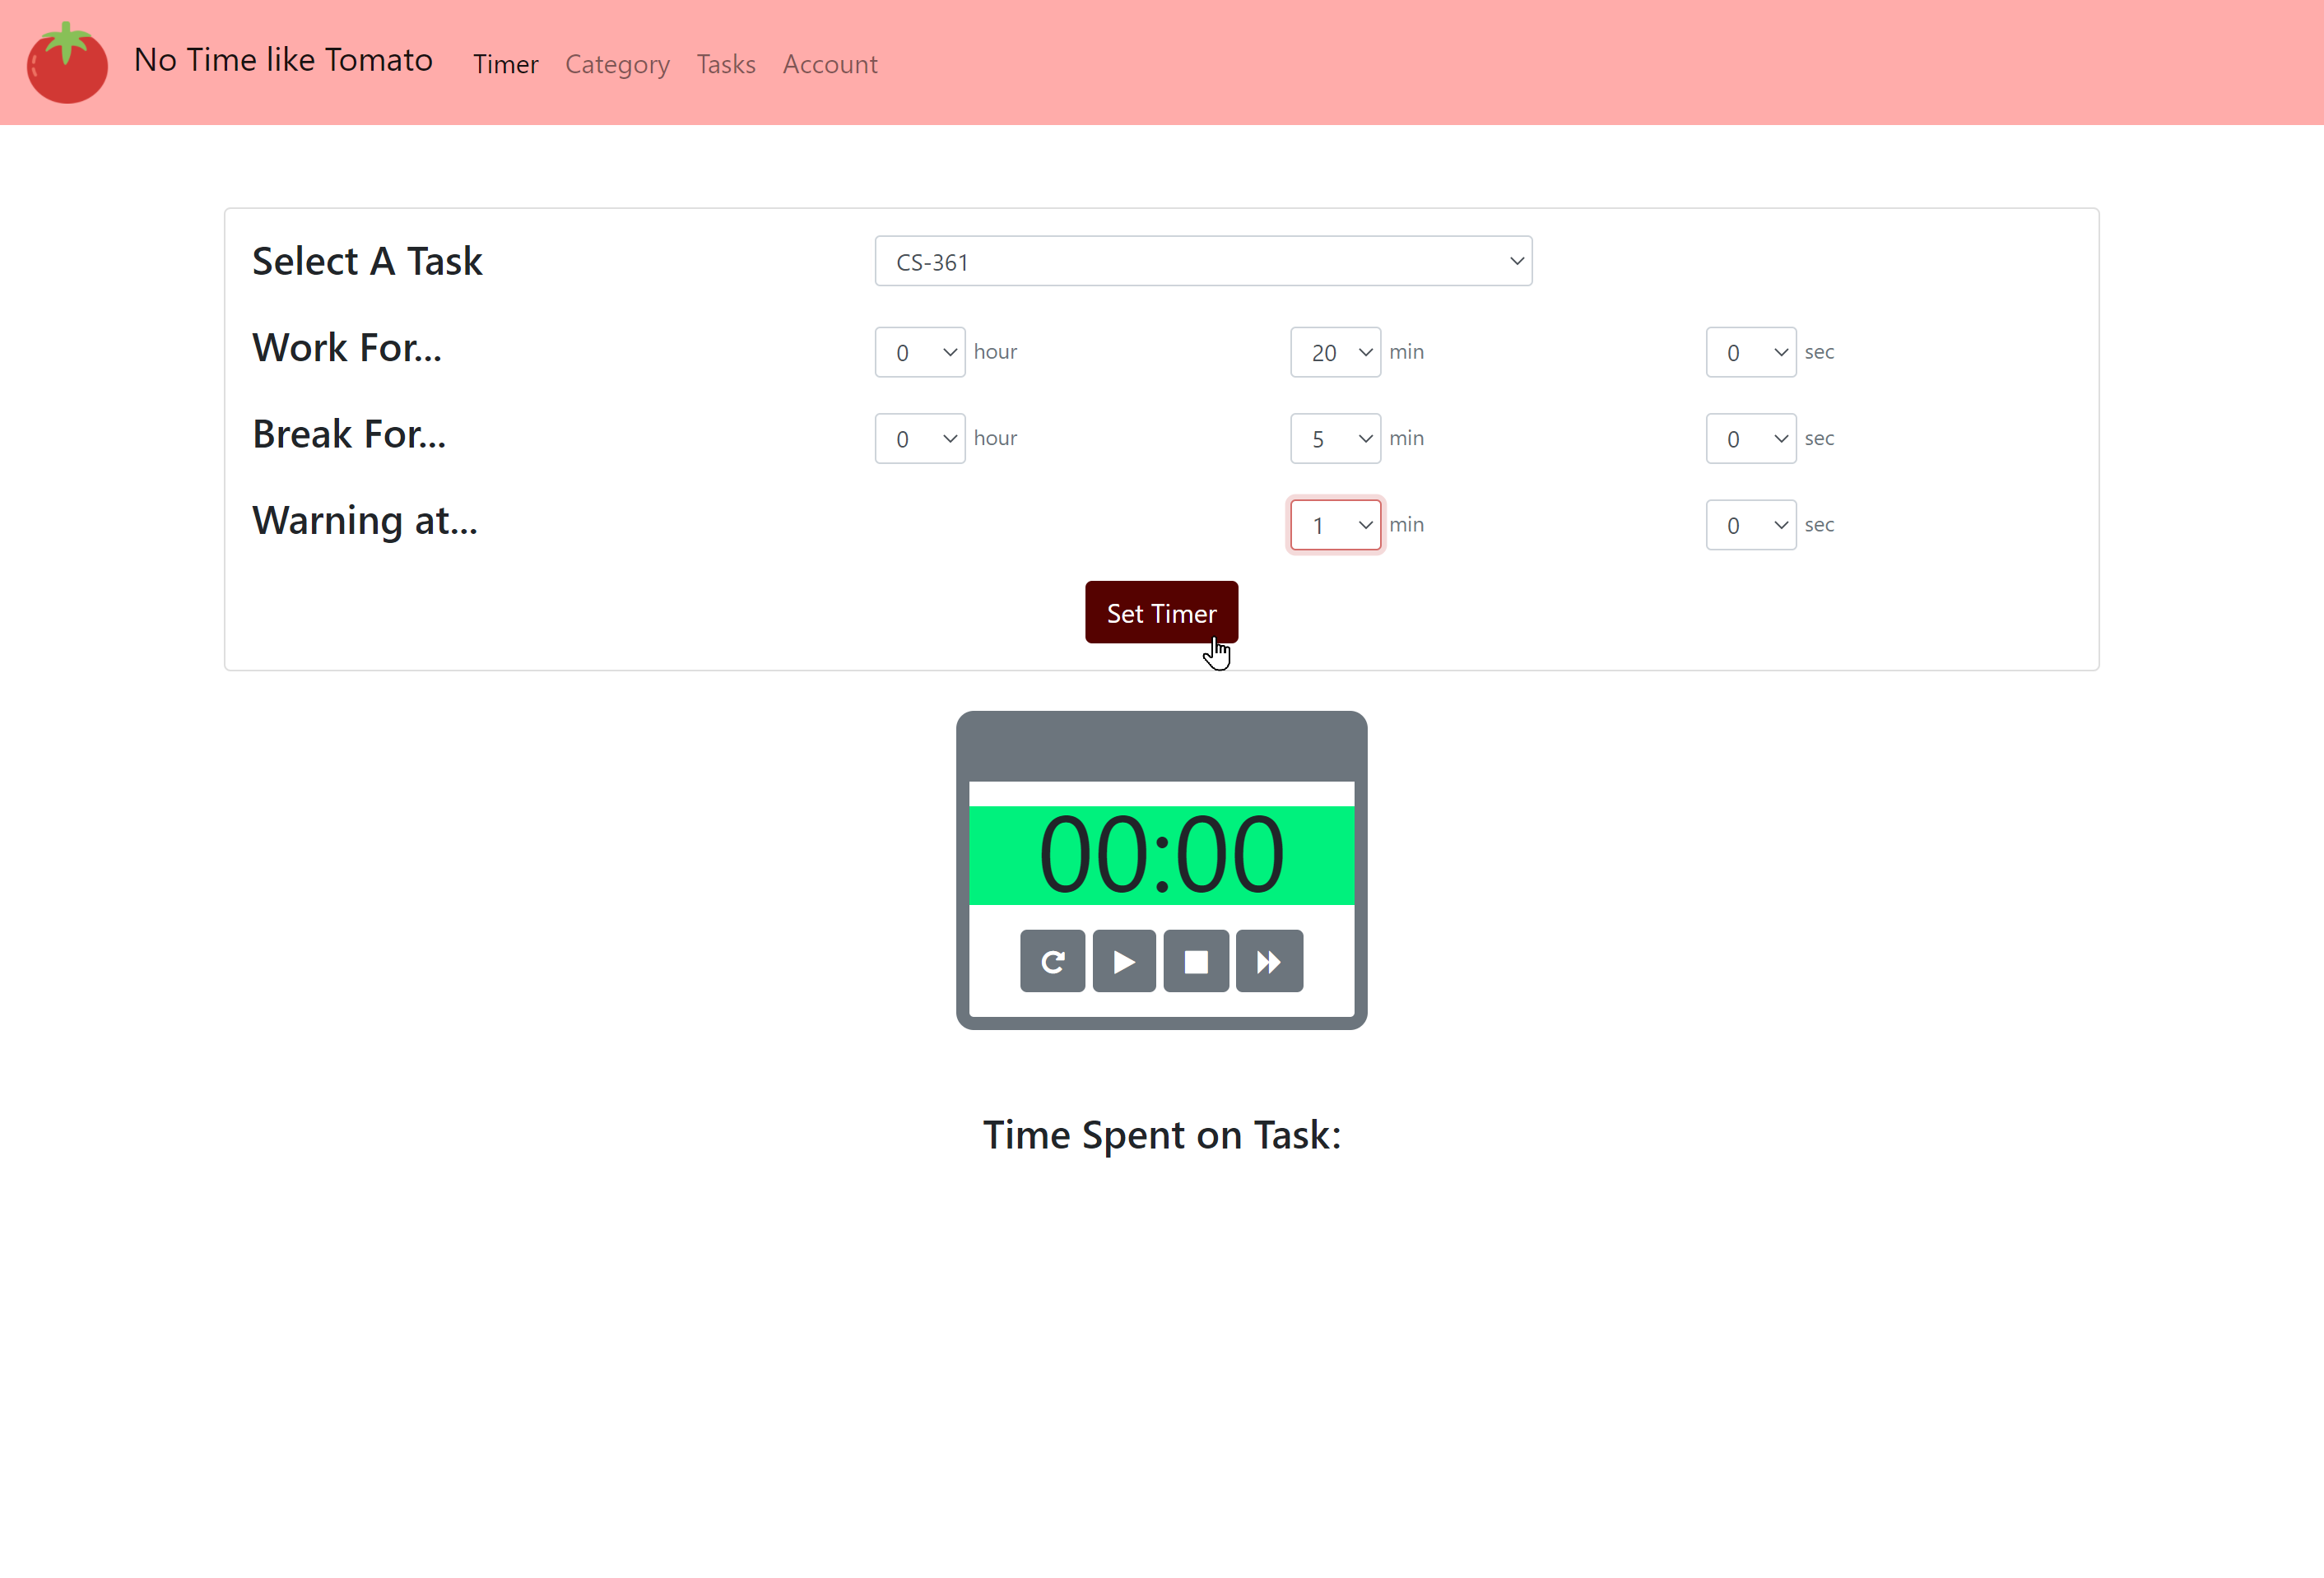 No Time like Tomato Timer Category Tasks Account
Select A Task CS-361
Work For... 0 hour 20 min 0 sec
Break For... 0 hour 5 min 0 sec
Warning at... 1 min 0 sec
Set Timer
00:00
Time Spent on Task: